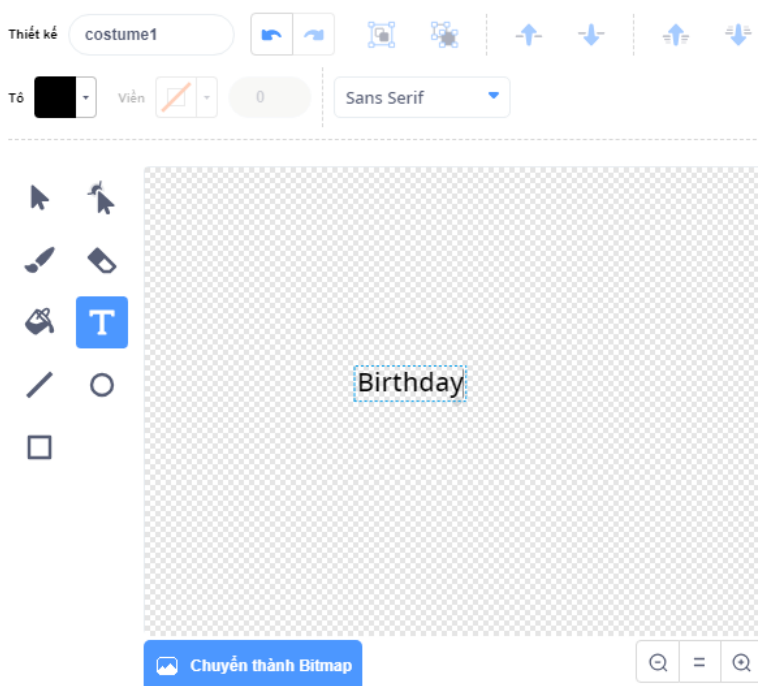 Thiết kế costume1
Tô Viền 0 Sans Serif
T
Birthday
Chuyển thành Bitmap